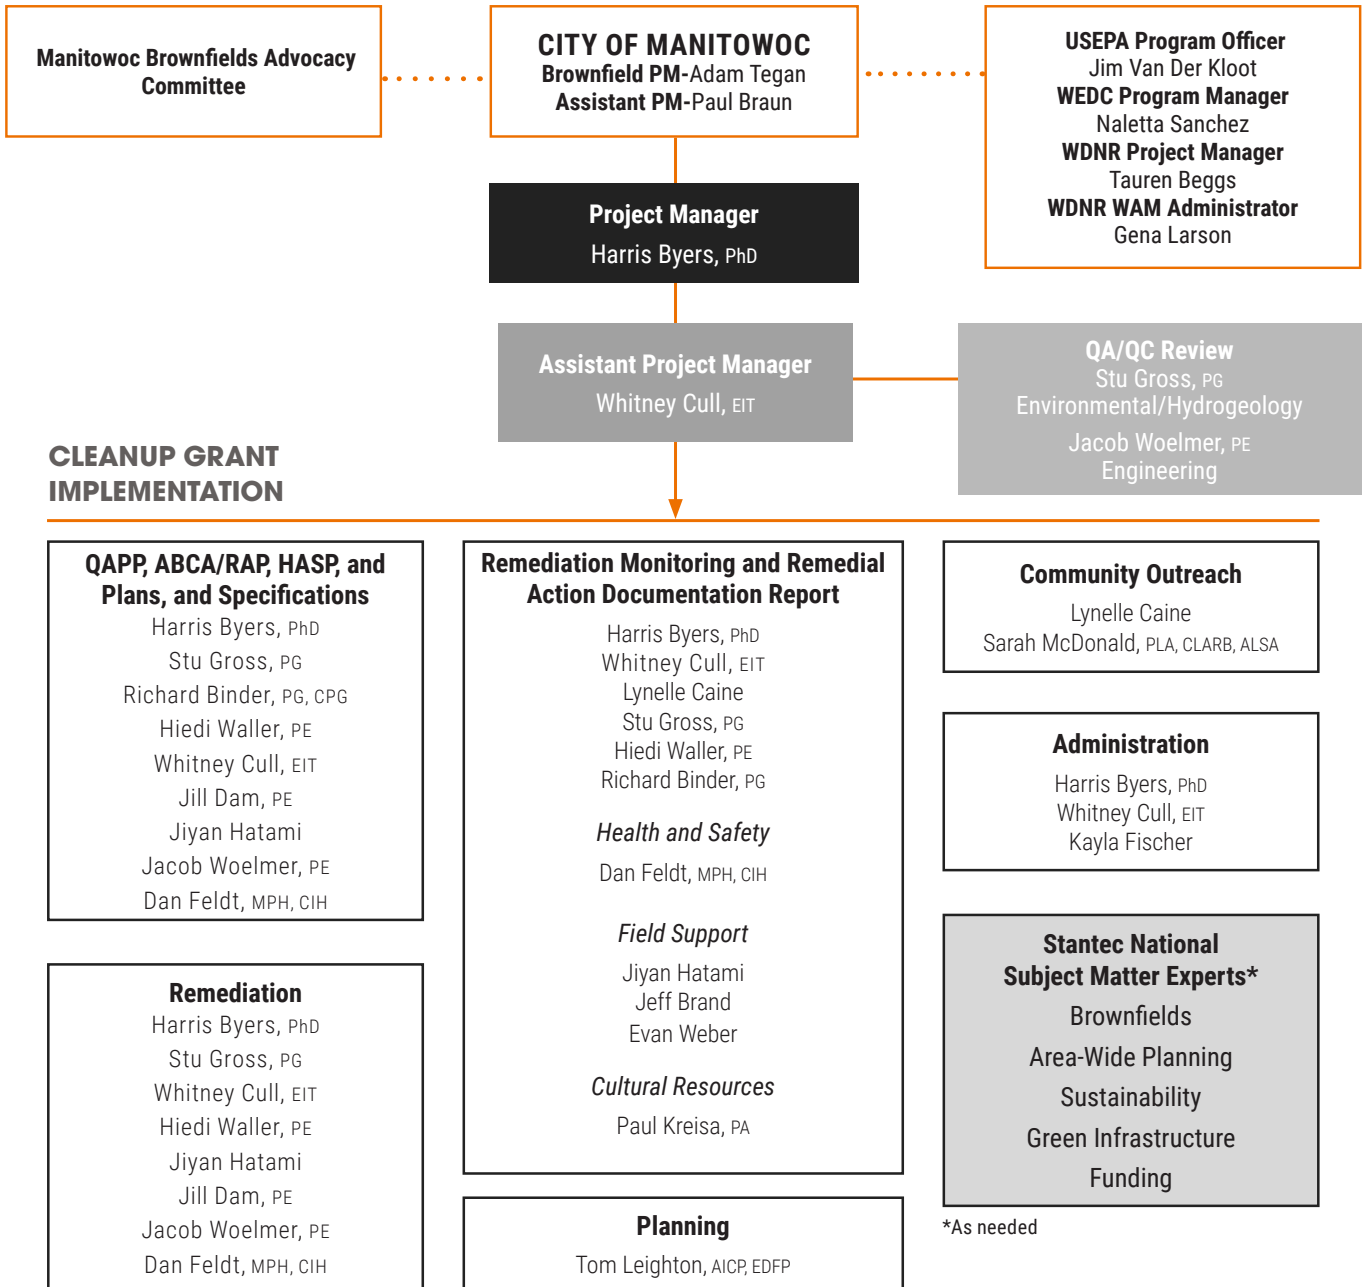 Manitowoc Brownfields Advocacy
Committee
CITY OF MANITOWOC
Brownfield PM-Adam Tegan
Assistant PM-Paul Braun
USEPA Program Officer
Jim Van Der Kloot
WEDC Program Manager
Naletta Sanchez
WDNR Project Manager
Tauren Beggs
WDNR WAM Administrator
Gena Larson
Project Manager
Harris Byers, PhD
Assistant Project Manager
Whitney Cull, EIT
QA/QC Review
Stu Gross, PG
Environmental/Hydrogeology
Jacob Woelmer, PE
Engineering
CLEANUP GRANT
IMPLEMENTATION
QAPP, ABCA/RAP, HASP, and
Plans, and Specifications
Harris Byers, PhD
Stu Gross, PG
Richard Binder, PG, CPG
Hiedi Waller, PE
Whitney Cull, EIT
Jill Dam, PE
Jiyan Hatami
Jacob Woelmer, PE
Dan Feldt, MPH, CIH
Remediation
Harris Byers, PhD
Stu Gross, PG
Whitney Cull, EIT
Hiedi Waller, PE
Jiyan Hatami
Jill Dam, PE
Jacob Woelmer, PE
Dan Feldt, MPH, CIH
Remediation Monitoring and Remedial
Action Documentation Report
Harris Byers, PhD
Whitney Cull, EIT
Lynelle Caine
Stu Gross, PG
Hiedi Waller, PE
Richard Binder, PG
Health and Safety
Dan Feldt, MPH, CIH
Field Support
Jiyan Hatami
Jeff Brand
Evan Weber
Cultural Resources
Paul Kreisa, PA
Planning
Tom Leighton, AICP, EDFP
Community Outreach
Lynelle Caine
Sarah McDonald, PLA, CLARB, ALSA
Administration
Harris Byers, PhD
Whitney Cull, EIT
Kayla Fischer
Stantec National
Subject Matter Experts*
Brownfields
Area-Wide Planning
Sustainability
Green Infrastructure
Funding
*As needed